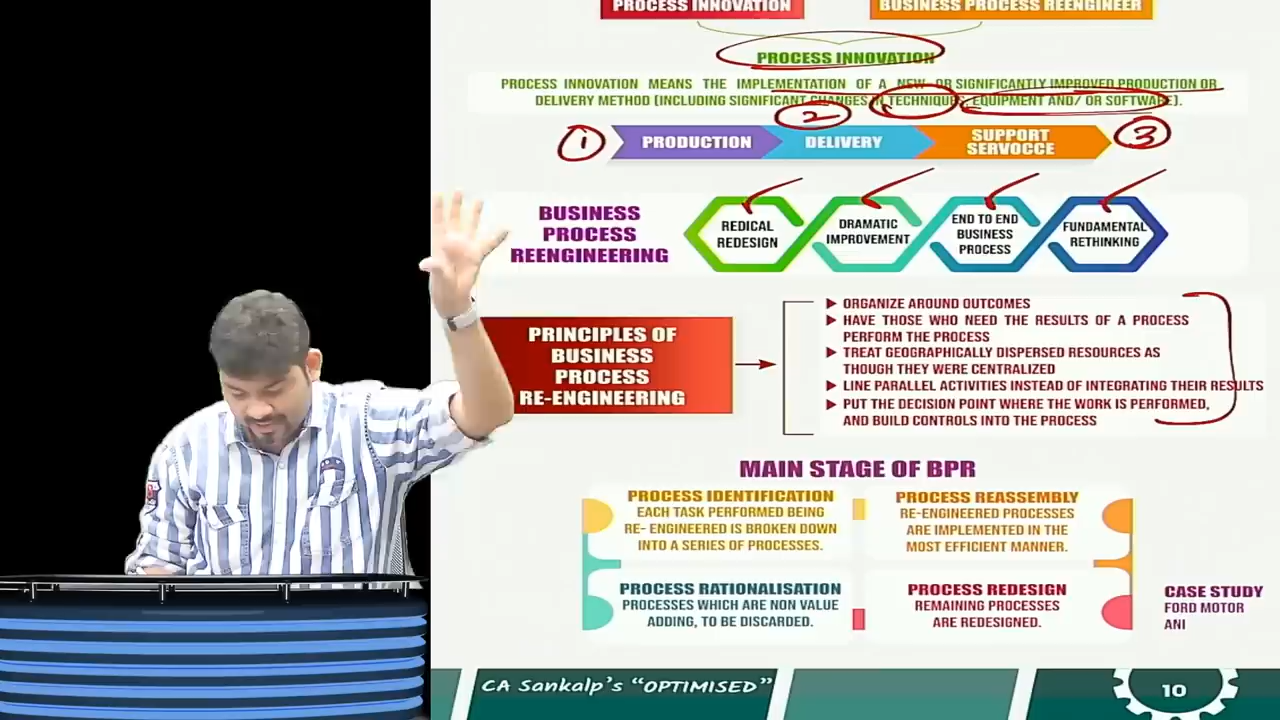 PROCESS INNOVATION
BUSINESS PROCESS REENGINEER
PROCESS INNOVATION
PROCESS INNOVATION MEANS THE IMPLEMENTATION OF A NEW OR SIGNIFICANTLY IMPROVED PRODUCTION OR
DELIVERY METHOD (INCLUDING SIGNIFICANT CHANGES IN TECHNIQUES, EQUIPMENT AND/ OR SOFTWARE).
1
PRODUCTION
2
DELIVERY
SUPPORT
SERVOCCE
3
BUSINESS
PROCESS
REENGINEERING
REDICAL
REDESIGN
DRAMATIC
IMPROVEMENT
END TO END
BUSINESS
PROCESS
FUNDAMENTAL
RETHINKING
PRINCIPLES OF
BUSINESS
PROCESS
RE-ENGINEERING
ORGANIZE AROUND OUTCOMES
HAVE THOSE WHO NEED THE RESULTS OF A PROCESS
PERFORM THE PROCESS
TREAT GEOGRAPHICALLY DISPERSED RESOURCES AS
THOUGH THEY WERE CENTRALIZED
LINE PARALLEL ACTIVITIES INSTEAD OF INTEGRATING THEIR RESULTS
PUT THE DECISION POINT WHERE THE WORK IS PERFORMED,
AND BUILD CONTROLS INTO THE PROCESS
MAIN STAGE OF BPR
PROCESS IDENTIFICATION
EACH TASK PERFORMED BEING
RE- ENGINEERED IS BROKEN DOWN
INTO A SERIES OF PROCESSES.
PROCESS REASSEMBLY
RE-ENGINEERED PROCESSES
ARE IMPLEMENTED IN THE
MOST EFFICIENT MANNER.
PROCESS RATIONALISATION
PROCESSES WHICH ARE NON VALUE
ADDING, TO BE DISCARDED.
PROCESS REDESIGN
REMAINING PROCESSES
ARE REDESIGNED.
CASE STUDY
FORD MOTOR
ANI
CA Sankalp's "OPTIMISED"
10